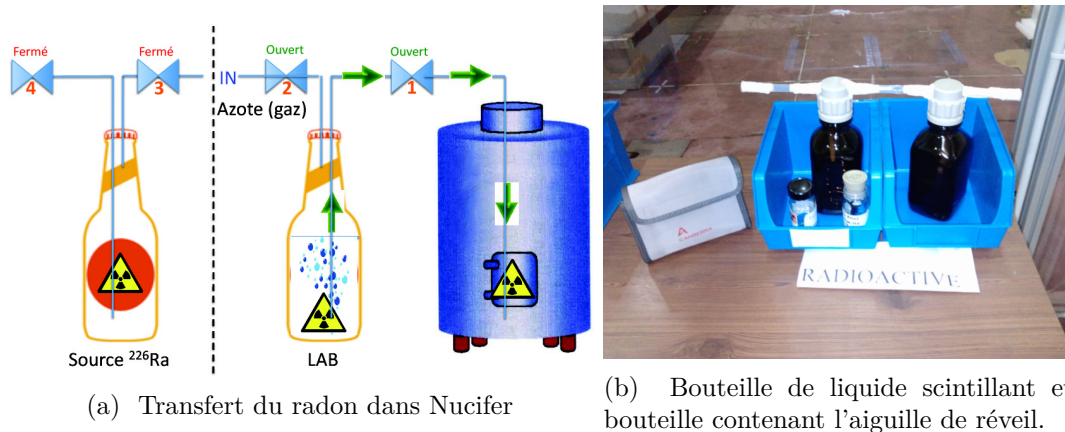 Fermé
Fermé
Ouvert
Ouvert
4
3
IN
2
1
Azote (gaz)
Source ²²⁶Ra
LAB
(a) Transfert du radon dans Nucifer
CANBERRA
RADIOACTIVE
(b) Bouteille de liquide scintillant et
bouteille contenant l'aiguille de réveil.